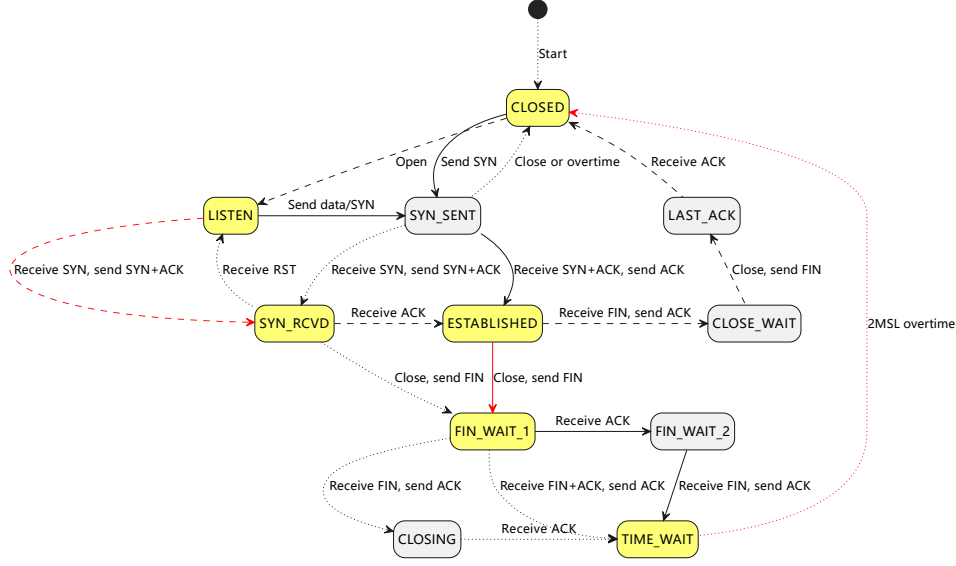 Start
CLOSED
Open
Send SYN
Close or overtime
Receive ACK
LISTEN
Send data/SYN
SYN_SENT
LAST_ACK
Receive SYN, send SYN+ACK
Receive RST
Receive SYN, send SYN+ACK
Receive SYN+ACK, send ACK
Close, send FIN
SYN_RCVD
Receive ACK
ESTABLISHED
Receive FIN, send ACK
CLOSE_WAIT
2MSL overtime
Close, send FIN
Close, send FIN
FIN_WAIT_1
Receive ACK
FIN_WAIT_2
Receive FIN, send ACK
Receive FIN+ACK, send ACK
Receive FIN, send ACK
CLOSING
Receive ACK
TIME_WAIT